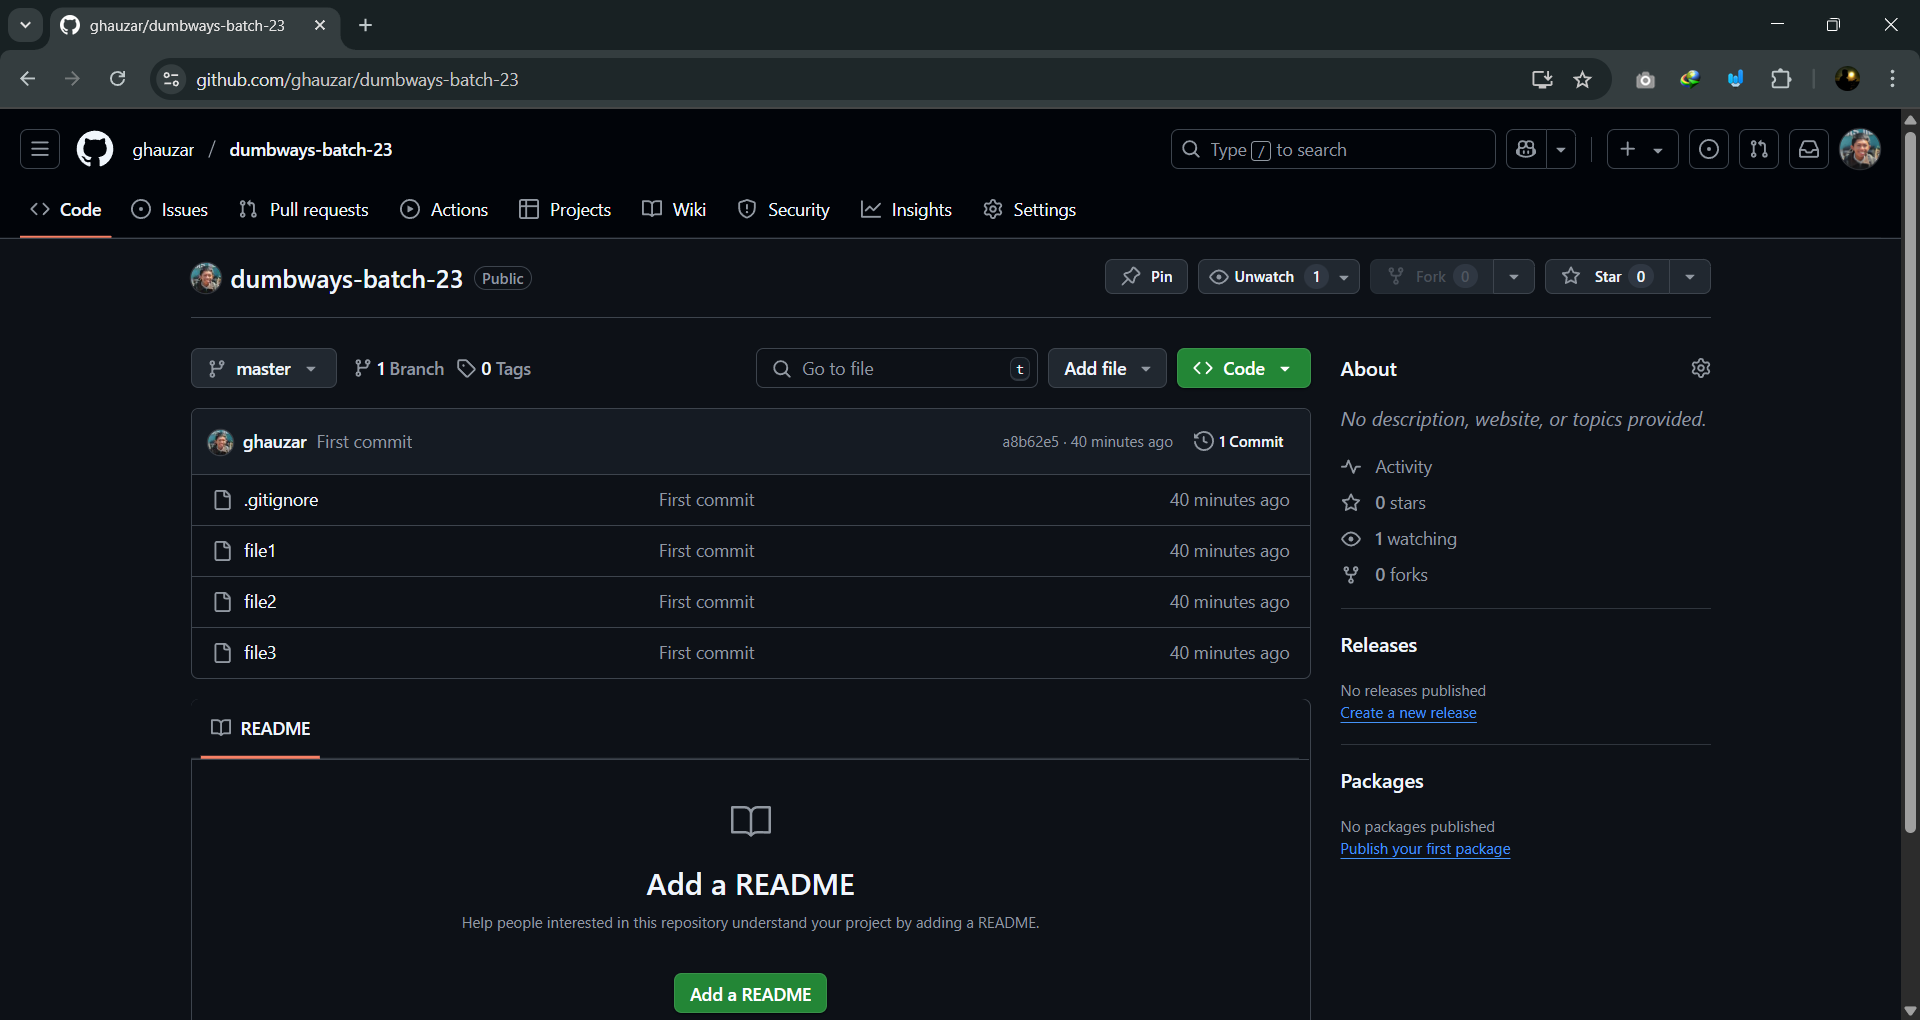 ghauzar/dumbways-batch-23
github.com/ghauzar/dumbways-batch-23
ghauzar / dumbways-batch-23
Type / to search
Code Issues Pull requests Actions Projects Wiki Security Insights Settings
dumbways-batch-23 Public
Pin Unwatch 1 Fork 0 Star 0
master 1 Branch 0 Tags Go to file t Add file Code
ghauzar First commit a8b62e5 · 40 minutes ago 1 Commit
.gitignore First commit 40 minutes ago
file1 First commit 40 minutes ago
file2 First commit 40 minutes ago
file3 First commit 40 minutes ago
README
Add a README
Help people interested in this repository understand your project by adding a README.
Add a README
About
No description, website, or topics provided.
Activity
0 stars
1 watching
0 forks
Releases
No releases published
Create a new release
Packages
No packages published
Publish your first package